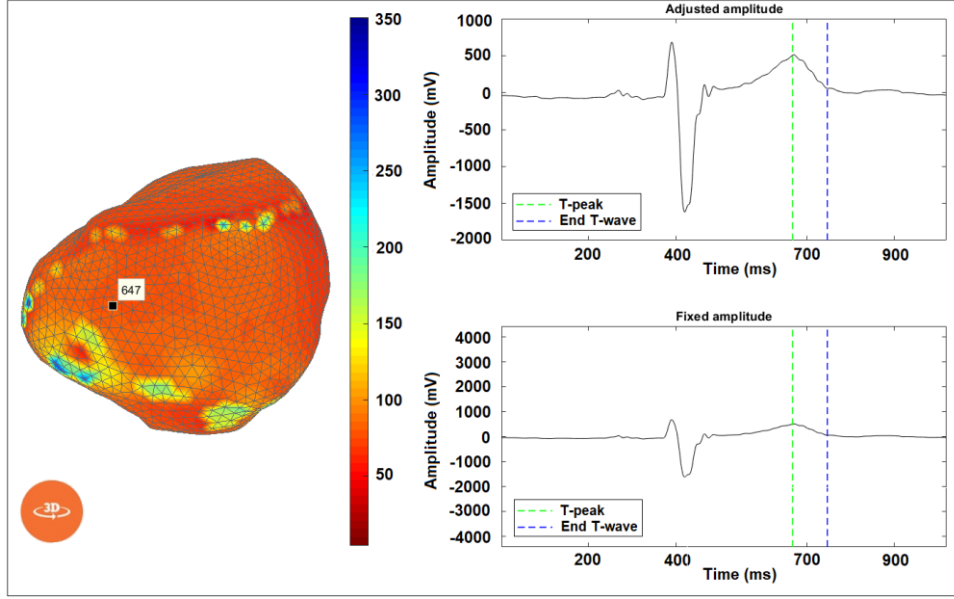 350
300
250
200
150
100
50
647
3D
Adjusted amplitude
Amplitude (mV)
1000
500
0
-500
-1000
-1500
-2000
T-peak
End T-wave
200
400
700
900
Time (ms)
Fixed amplitude
Amplitude (mV)
4000
3000
2000
1000
0
-1000
-2000
-3000
-4000
T-peak
End T-wave
200
400
700
900
Time (ms)